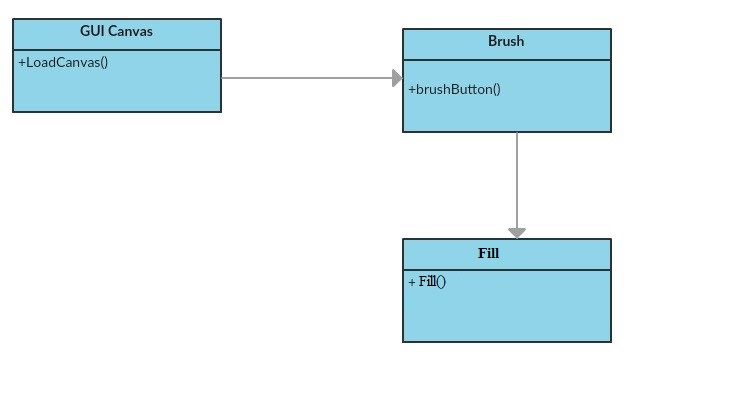 GUI Canvas
+LoadCanvas()
Brush
+brushButton()
Fill
+ Fill()